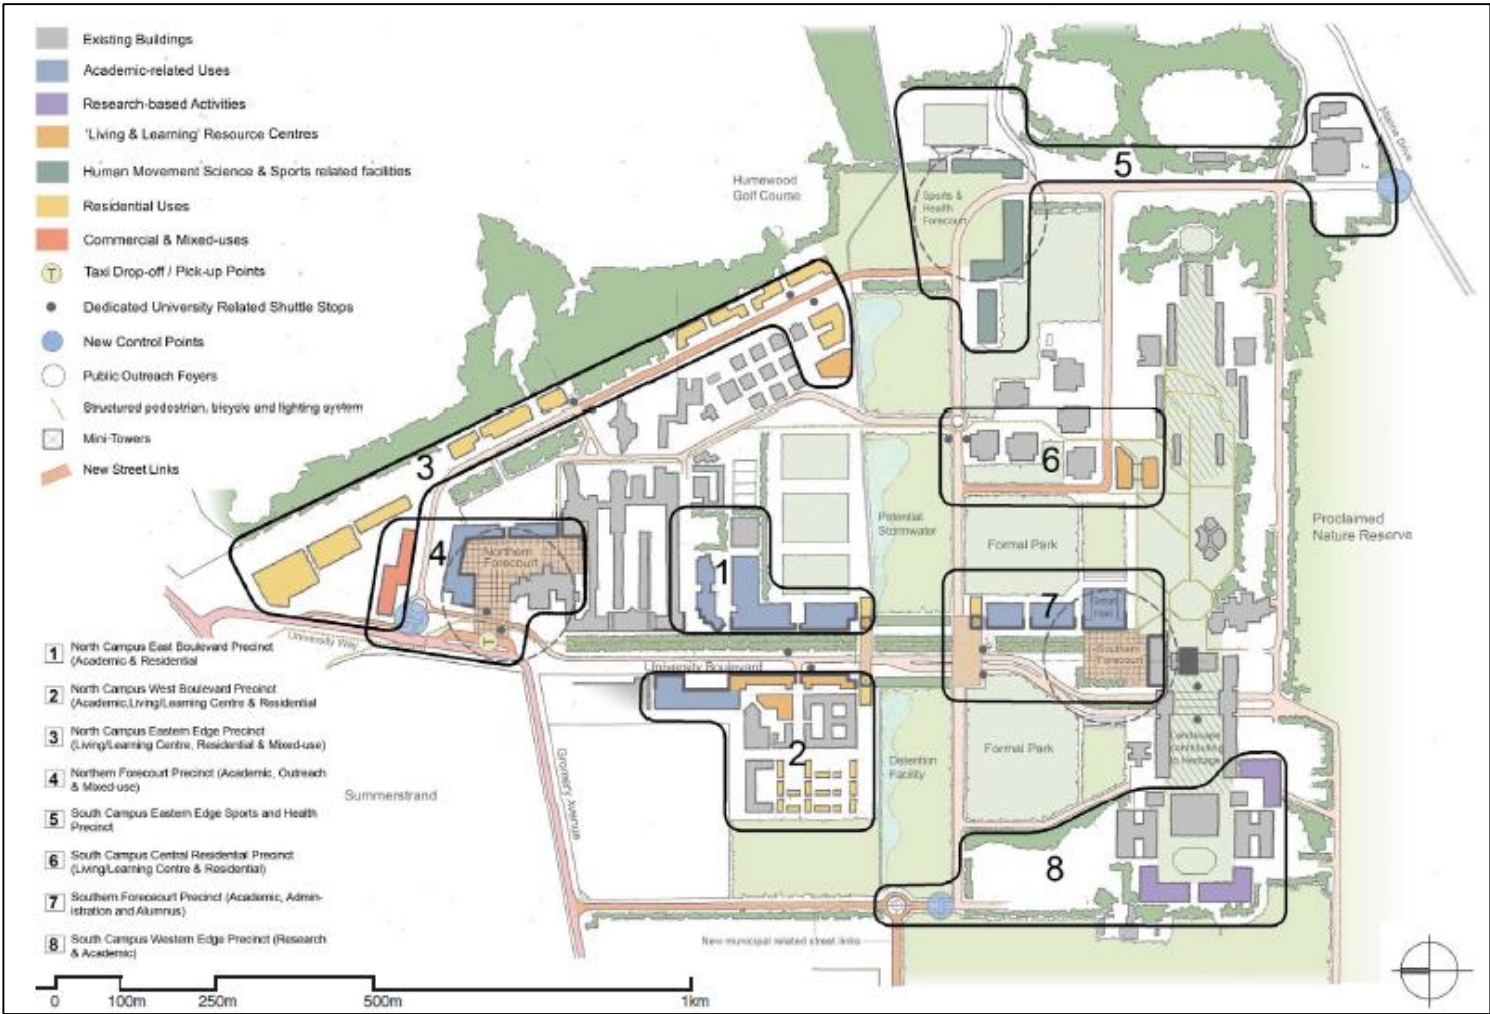 Existing Buildings
Academic-related Uses
Research-based Activities
'Living & Learning' Resource Centres
Human Movement Science & Sports related facilities
Residential Uses
Commercial & Mixed-uses
T
Taxi Drop-off / Pick-up Points
Dedicated University Related Shuttle Stops
New Control Points
Public Outreach Foyers
Structured pedestrian, bicycle and lighting system
Mini-Towers
New Street Links
Humewood
Golf Course
Sports &
Health
Forecourt
5
Marine Drive
3
4
Northern
Forecourt
1
6
Potential
Stormwater
Formal Park
Proclaimed
Nature Reserve
7
Great
Hall
Southern
Forecourt
T
University Way
University Boulevard
2
Formal Park
Landscape
contributing
to heritage
Detention
Facility
Summerstrand
8
New municipal related street links
1 North Campus East Boulevard Precinct
(Academic & Residential
2 North Campus West Boulevard Precinct
(Academic,Living/Learning Centre & Residential
3 North Campus Eastern Edge Precinct
(Living/Learning Centre, Residential & Mixed-use)
4 Northern Forecourt Precinct (Academic, Outreach
& Mixed-use)
5 South Campus Eastern Edge Sports and Health
Precinct
6 South Campus Central Residential Precinct
(Living/Learning Centre & Residential)
7 Southern Forecourt Precinct (Academic, Admin-
istration and Alumnus)
8 South Campus Western Edge Precinct (Research
& Academic)
0 100m 250m 500m 1km